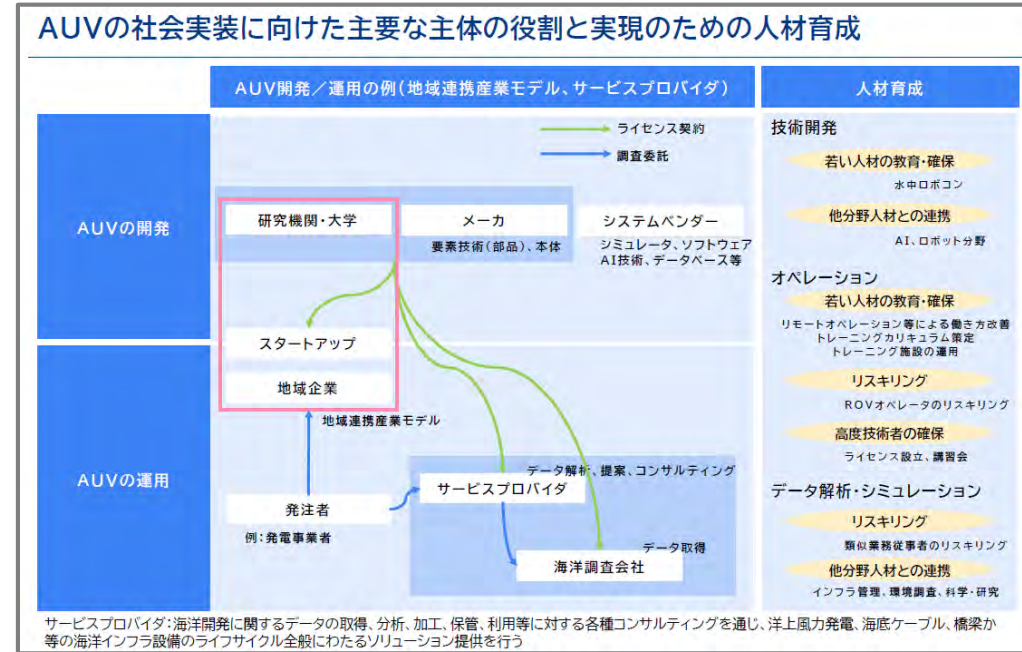 AUVの社会実装に向けた主要な主体の役割と実現のための人材育成
AUV開発／運用の例(地域連携産業モデル、サービスプロバイダ)
人材育成
AUVの開発
ライセンス契約
調査委託
研究機関・大学
メーカ
要素技術(部品)、本体
システムベンダー
シミュレータ、ソフトウェア
AI技術、データベース等
スタートアップ
地域企業
地域連携産業モデル
AUVの運用
発注者
例:発電事業者
データ解析、提案、コンサルティング
サービスプロバイダ
データ取得
海洋調査会社
技術開発
若い人材の教育・確保
水中ロボコン
他分野人材との連携
AI、ロボット分野
オペレーション
若い人材の教育・確保
リモートオペレーション等による働き方改善
トレーニングカリキュラム策定
トレーニング施設の運用
リスキリング
ROVオペレータのリスキリング
高度技術者の確保
ライセンス設立、講習会
データ解析・シミュレーション
リスキリング
類似業務従事者のリスキリング
他分野人材との連携
インフラ管理、環境調査、科学・研究
サービスプロバイダ:海洋開発に関するデータの取得、分析、加工、保管、利用等に対する各種コンサルティングを通じ、洋上風力発電、海底ケーブル、橋梁か
等の海洋インフラ設備のライフサイクル全般にわたるソリューション提供を行う